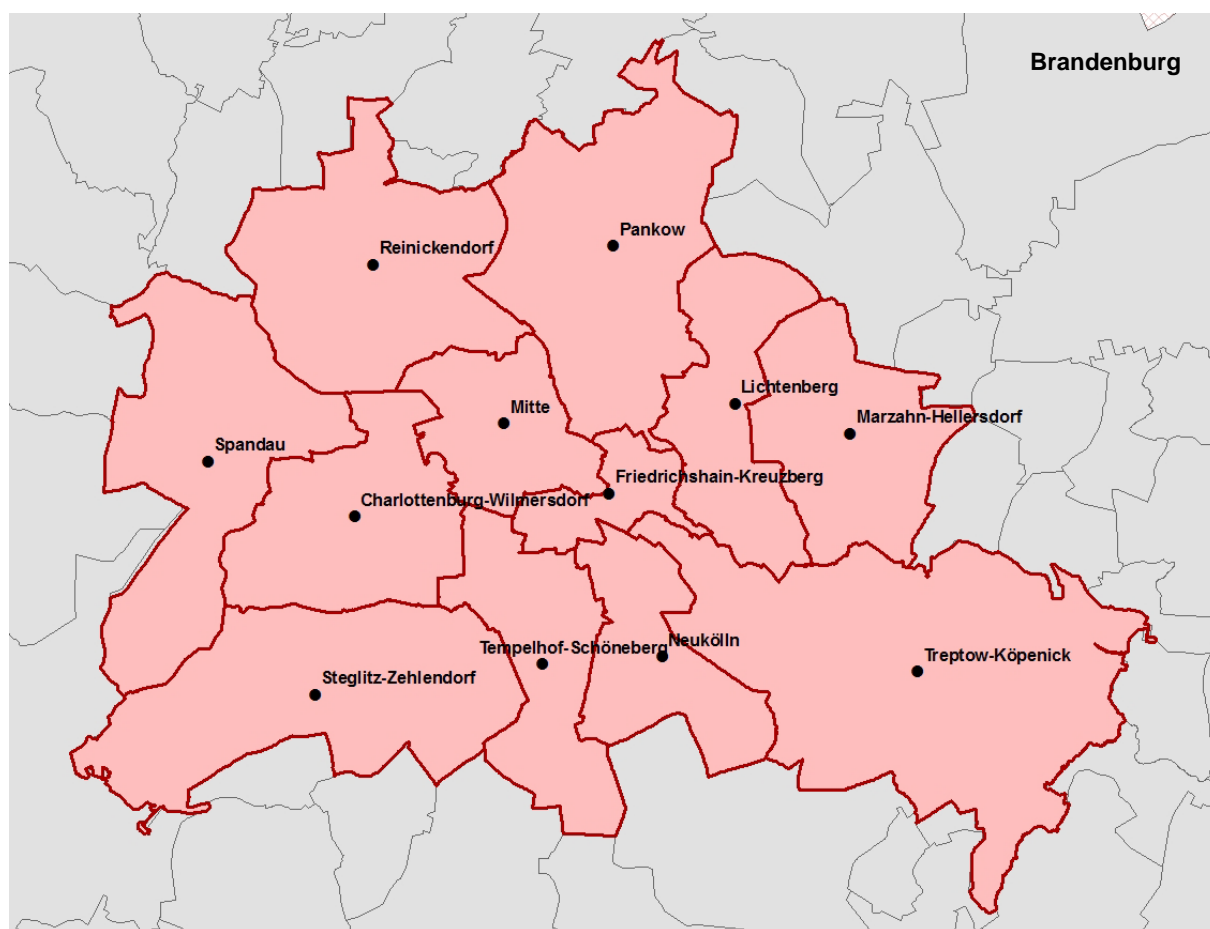 Brandenburg
Pankow
Reinickendorf
Lichtenberg
Mitte
Marzahn-Hellersdorf
Spandau
Friedrichshain-Kreuzberg
Charlottenburg-Wilmersdorf
Neukölln
Tempelhof-Schöneberg
Treptow-Köpenick
Steglitz-Zehlendorf